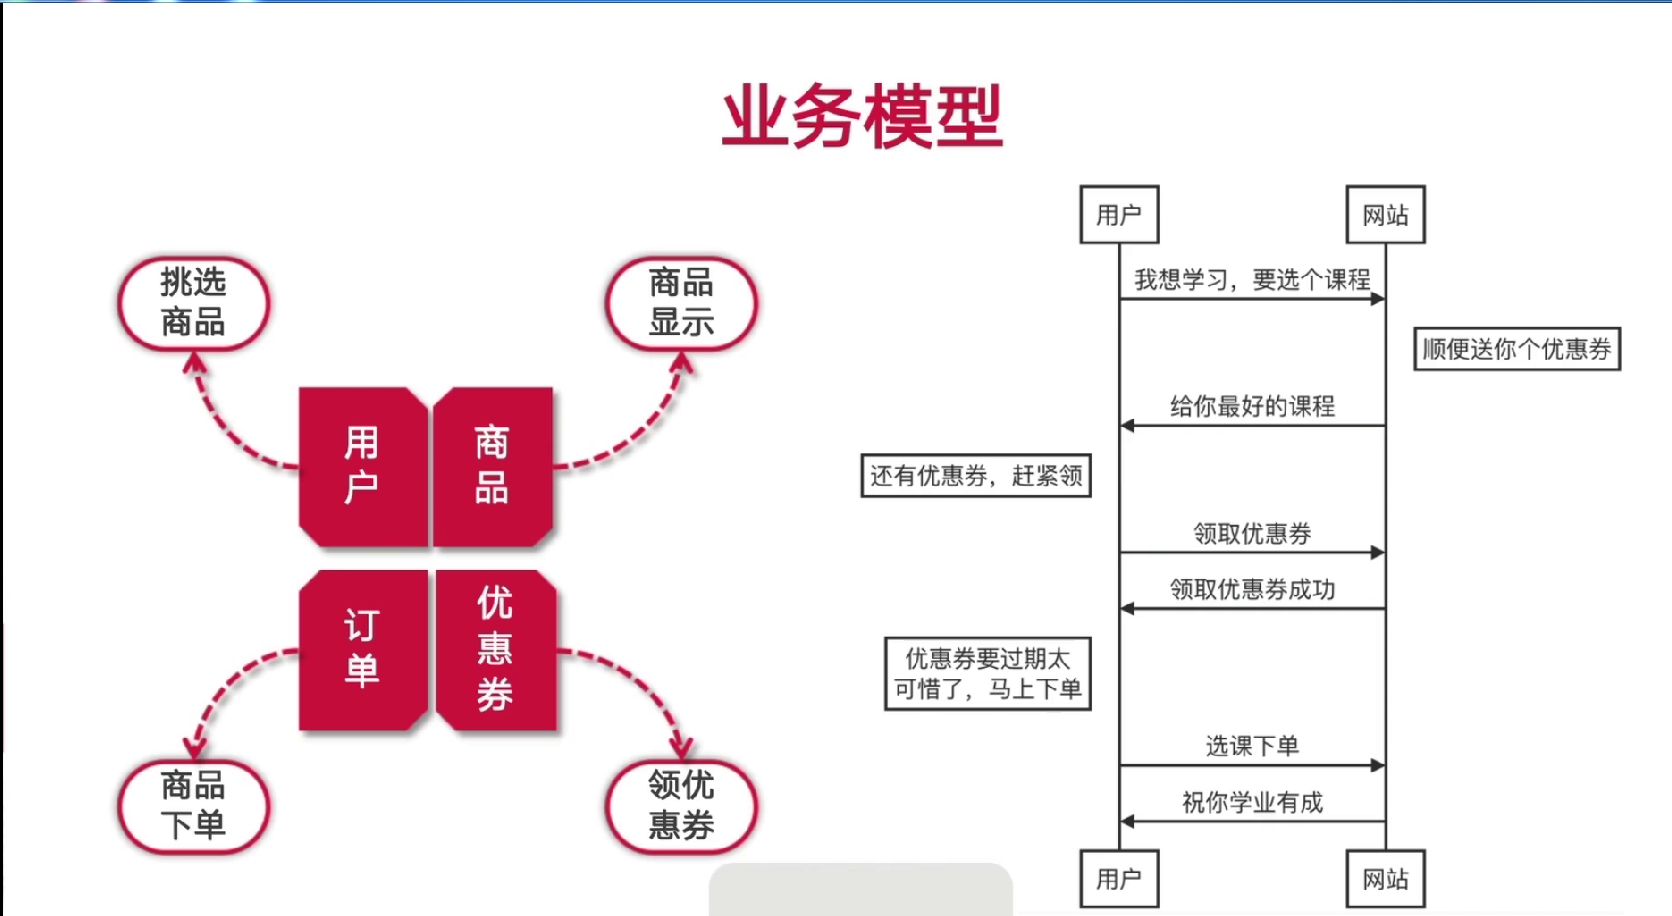 业务模型
挑选
商品
商品
显示
用
户
商
品
订
单
优
惠
券
商品
下单
领优
惠券
用户
网站
我想学习，要选个课程
顺便送你个优惠券
给你最好的课程
还有优惠券，赶紧领
领取优惠券
领取优惠券成功
优惠券要过期太
可惜了，马上下单
选课下单
祝你学业有成
用户
网站